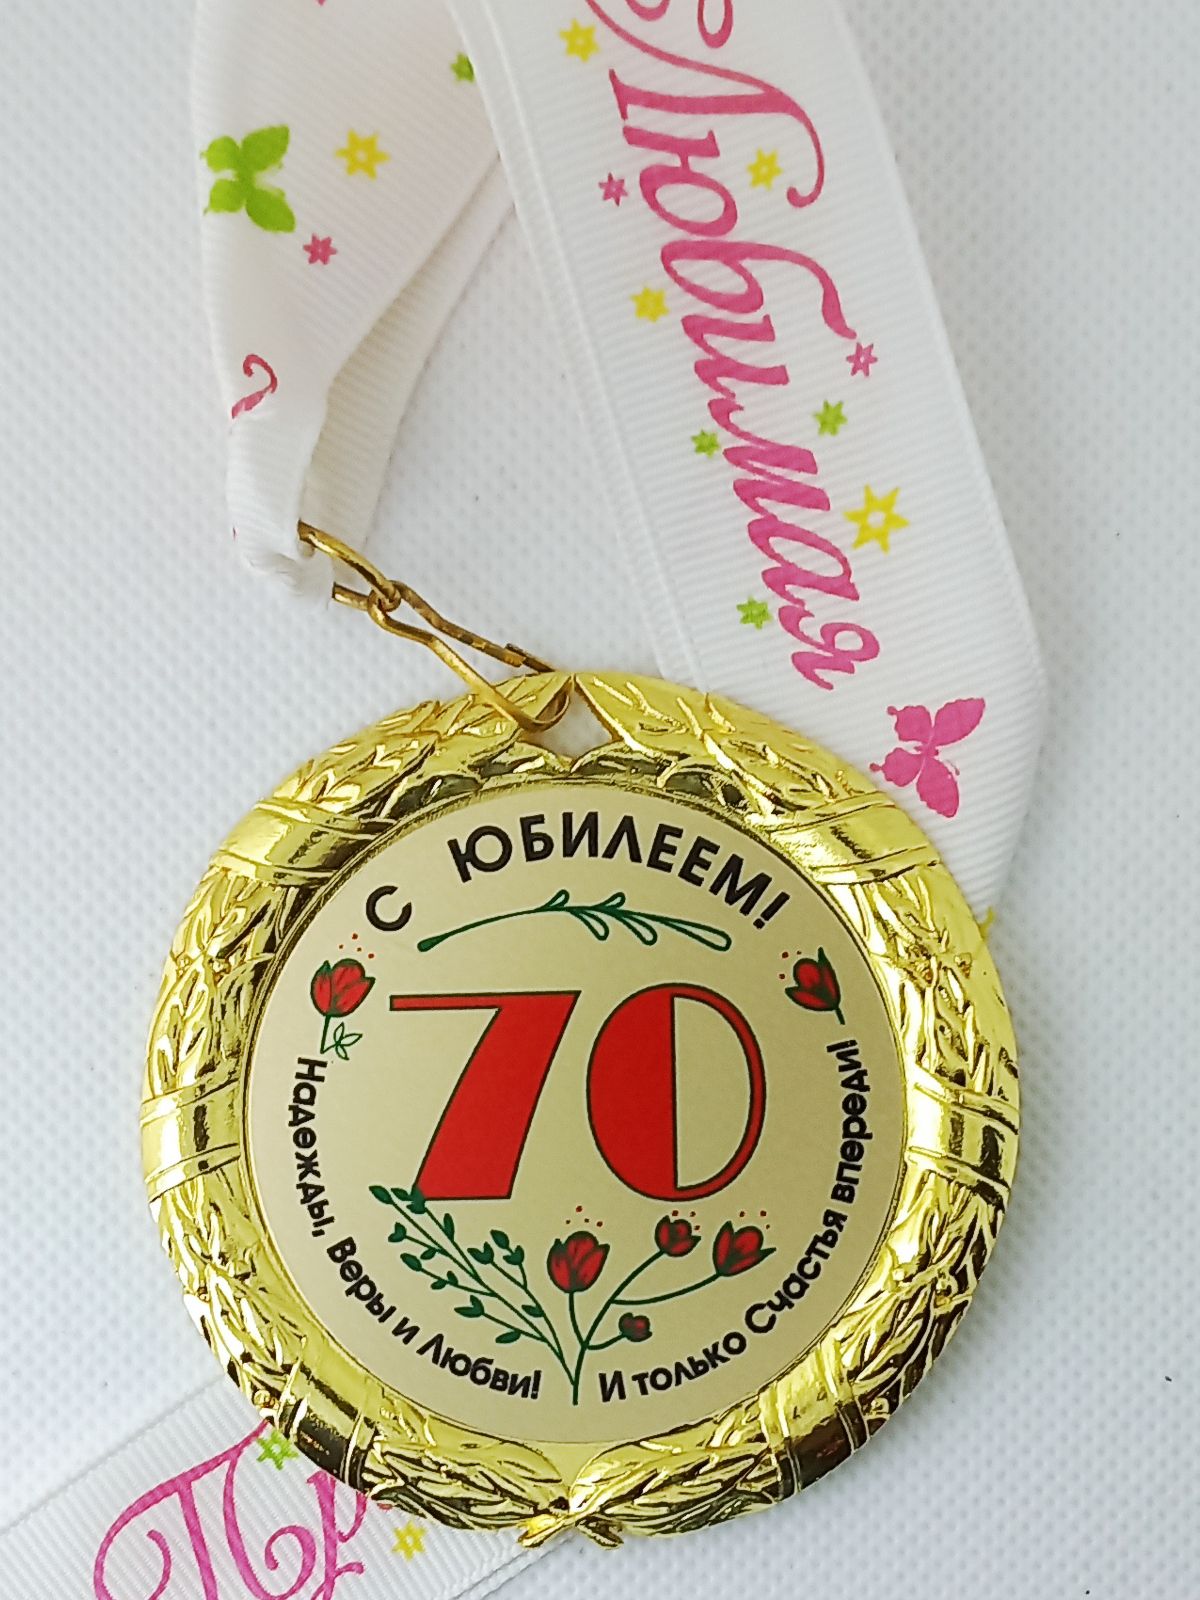 Любимая
С ЮБИЛЕЕМ!
70
Надежды, Веры и Любви!
И только Счастья впереди!